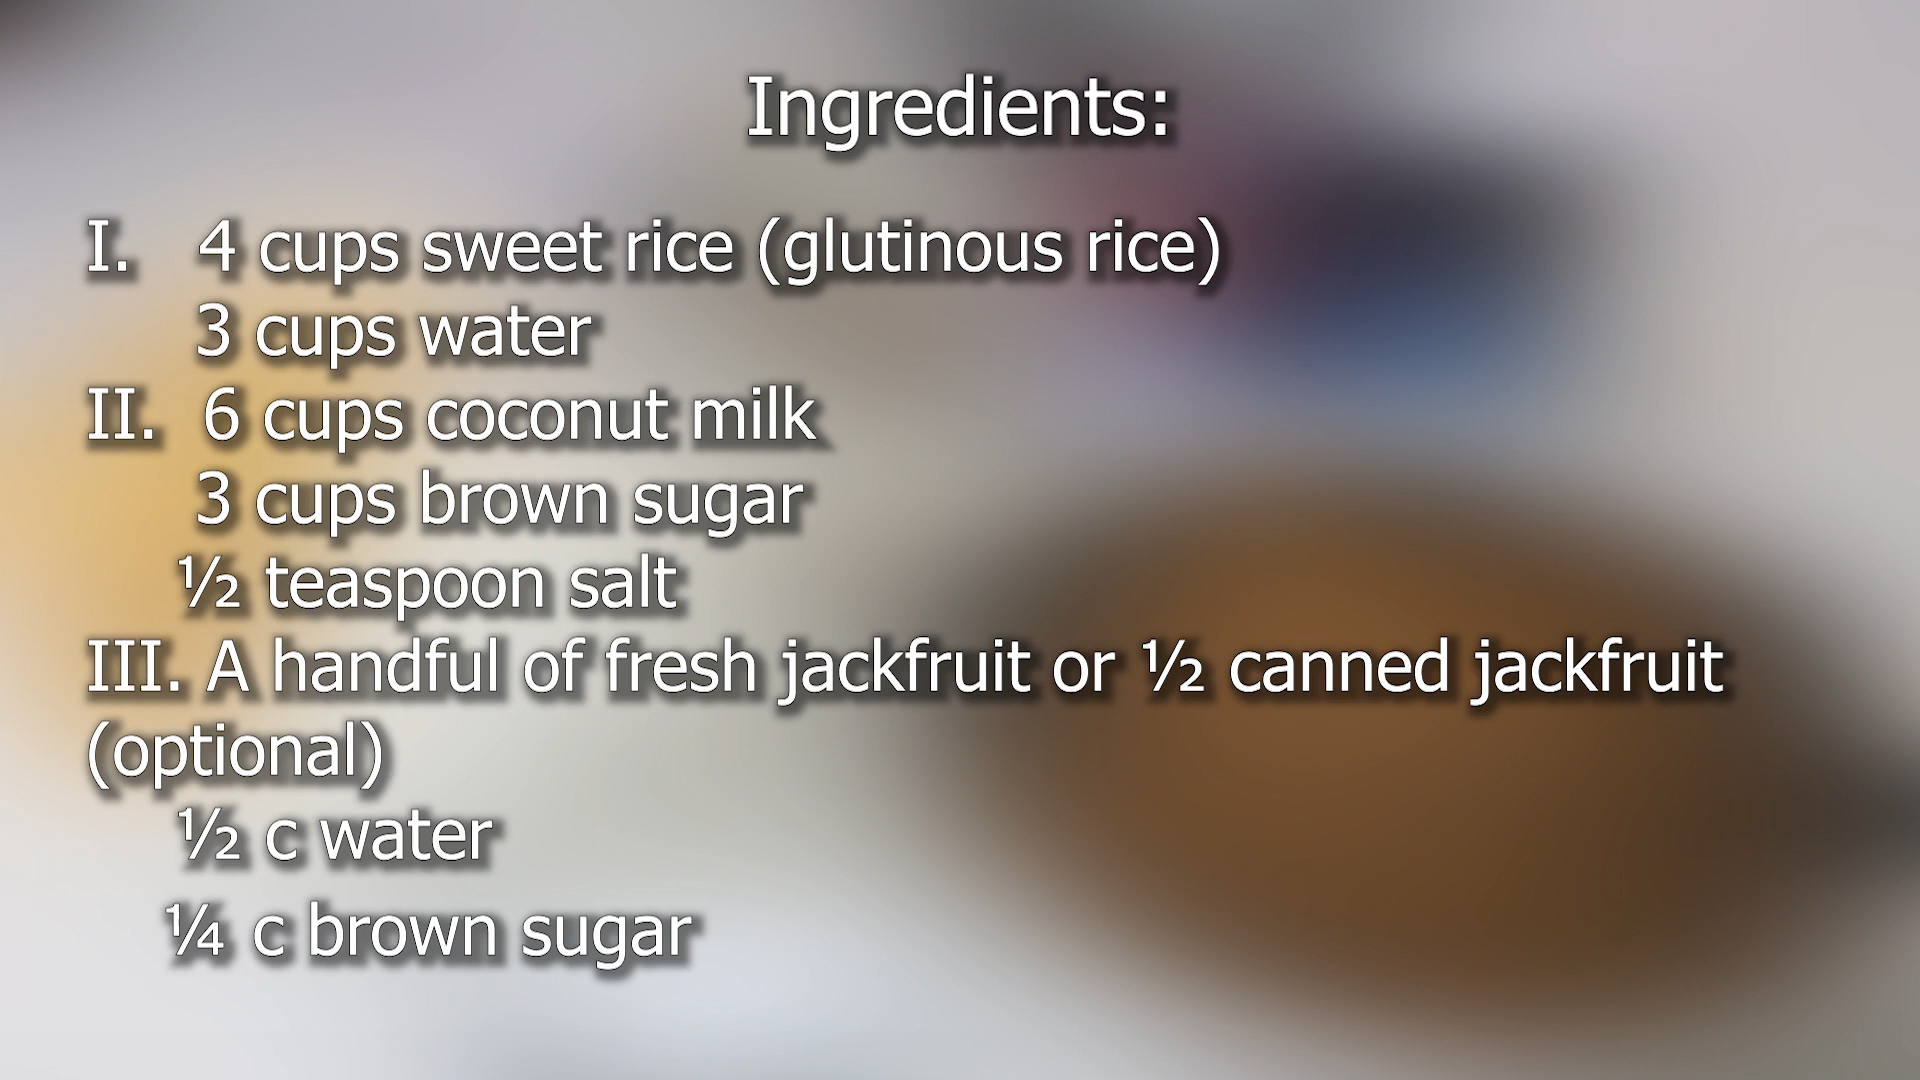 Ingredients:
I. 4 cups sweet rice (glutinous rice)
3 cups water
II. 6 cups coconut milk
3 cups brown sugar
½ teaspoon salt
III. A handful of fresh jackfruit or ½ canned jackfruit
(optional)
½ c water
¼ c brown sugar